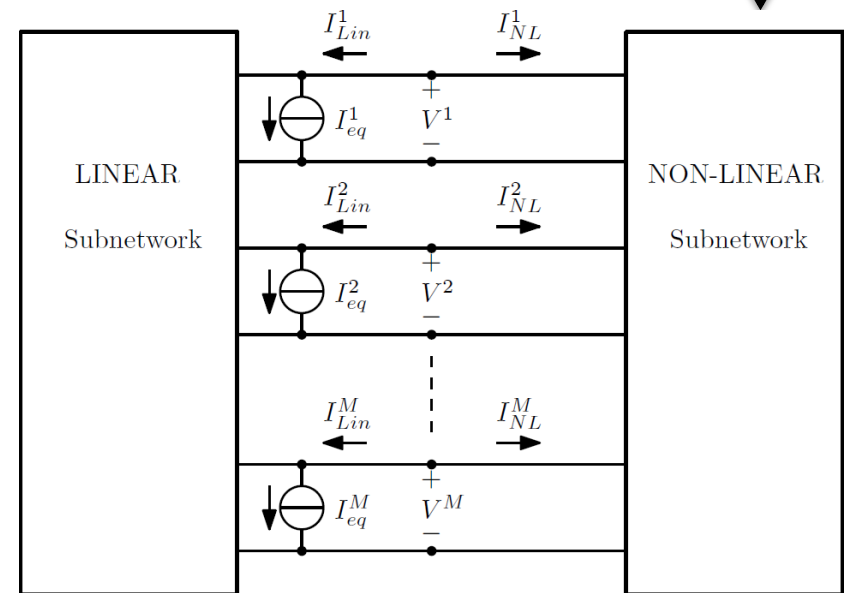 I^1_{Lin} I^1_{NL}
+
I^1_{eq} V^1
−
LINEAR NON-LINEAR
I^2_{Lin} I^2_{NL}
Subnetwork Subnetwork
+
I^2_{eq} V^2
−
I^M_{Lin} I^M_{NL}
+
I^M_{eq} V^M
−